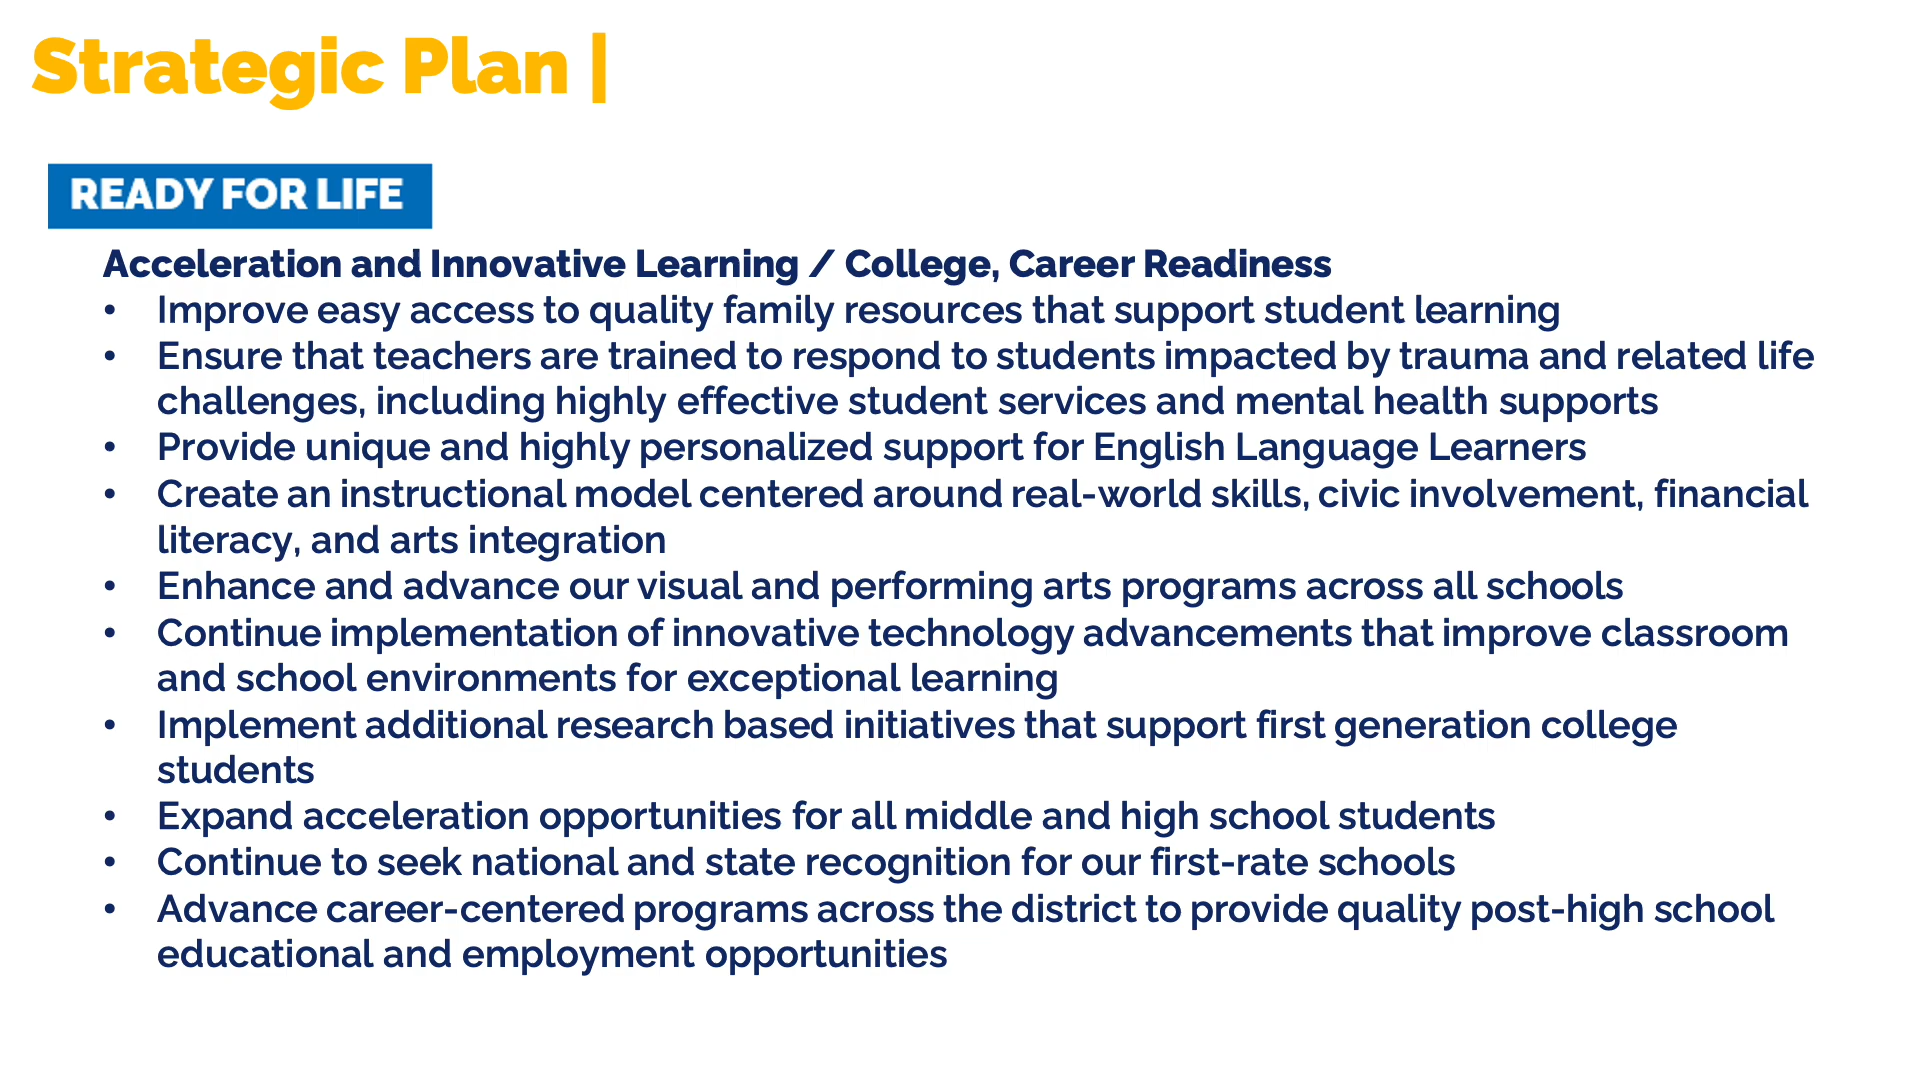 Strategic Plan |
READY FOR LIFE
Acceleration and Innovative Learning / College, Career Readiness
• Improve easy access to quality family resources that support student learning
• Ensure that teachers are trained to respond to students impacted by trauma and related life
challenges, including highly effective student services and mental health supports
• Provide unique and highly personalized support for English Language Learners
• Create an instructional model centered around real-world skills, civic involvement, financial
literacy, and arts integration
• Enhance and advance our visual and performing arts programs across all schools
• Continue implementation of innovative technology advancements that improve classroom
and school environments for exceptional learning
• Implement additional research based initiatives that support first generation college
students
• Expand acceleration opportunities for all middle and high school students
• Continue to seek national and state recognition for our first-rate schools
• Advance career-centered programs across the district to provide quality post-high school
educational and employment opportunities